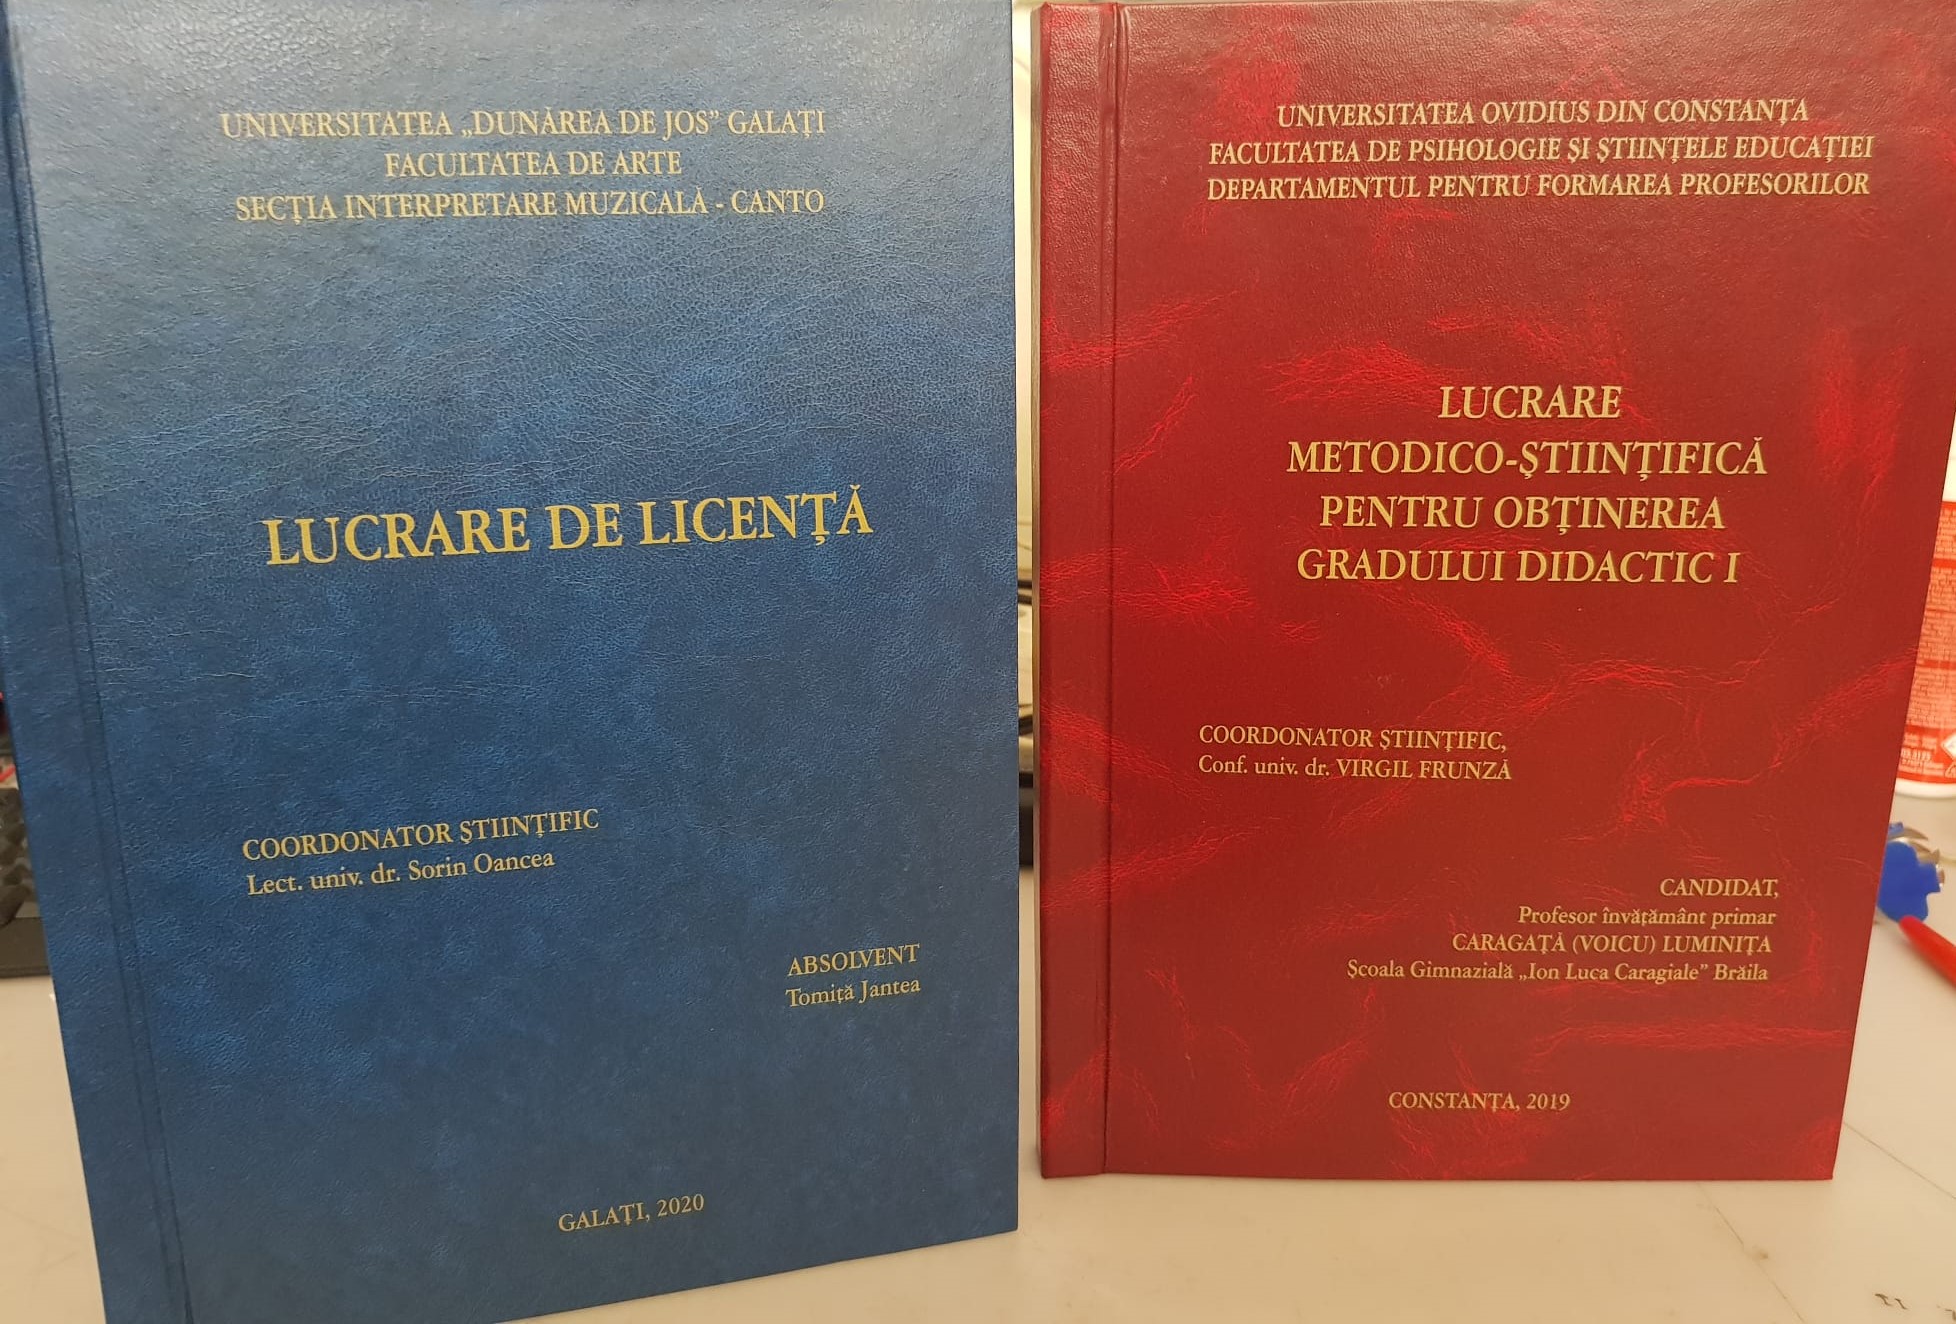 UNIVERSITATEA „DUNĂREA DE JOS” GALAȚI
FACULTATEA DE ARTE
SECȚIA INTERPRETARE MUZICALĂ - CANTO
LUCRARE DE LICENȚĂ
COORDONATOR ȘTIINȚIFIC
Lect. univ. dr. Sorin Oancea
ABSOLVENT
Tomiță Jantea
GALAȚI, 2020
UNIVERSITATEA OVIDIUS DIN CONSTANȚA
FACULTATEA DE PSIHOLOGIE ȘI ȘTIINȚELE EDUCAȚIEI
DEPARTAMENTUL PENTRU FORMAREA PROFESORILOR
LUCRARE
METODICO-ȘTIINȚIFICĂ
PENTRU OBȚINEREA
GRADULUI DIDACTIC I
COORDONATOR ȘTIINȚIFIC,
Conf. univ. dr. VIRGIL FRUNZĂ
CANDIDAT,
Profesor învățământ primar
CARAGAȚĂ (VOICU) LUMINIȚA
Școala Gimnazială „Ion Luca Caragiale” Brăila
CONSTANȚA, 2019